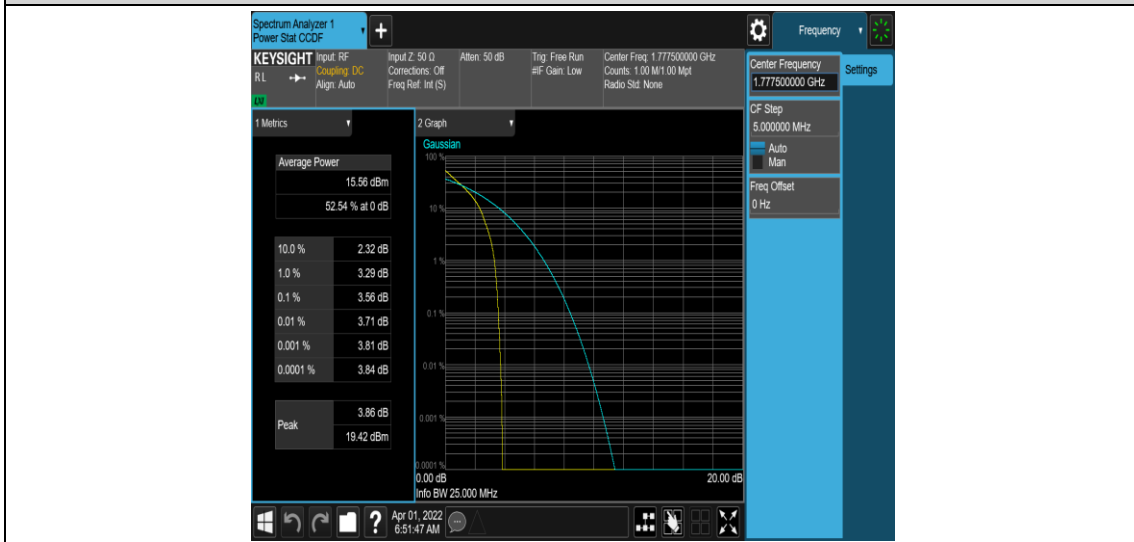 Spectrum Analyzer 1
Power Stat CCDF
+
Frequency
KEYSIGHT
RL
Input: RF
Coupling: DC
Align: Auto
Input Z: 50 Ω
Corrections: Off
Freq Ref: Int (S)
Atten: 50 dB
Trig: Free Run
#IF Gain: Low
Center Freq: 1.777500000 GHz
Counts: 1.00 M/1.00 Mpt
Radio Std: None
Center Frequency
1.777500000 GHz
Settings
CF Step
5.000000 MHz
Auto
Man
Freq Offset
0 Hz
1 Metrics
Average Power
15.56 dBm
52.54 % at 0 dB
10.0 % 2.32 dB
1.0 % 3.29 dB
0.1 % 3.56 dB
0.01 % 3.71 dB
0.001 % 3.81 dB
0.0001 % 3.84 dB
Peak
3.86 dB
19.42 dBm
2 Graph
Gaussian
100 %
10 %
1 %
0.1 %
0.01 %
0.001 %
0.0001 %
0.00 dB 20.00 dB
Info BW 25.000 MHz
?
Apr 01, 2022
6:51:47 AM